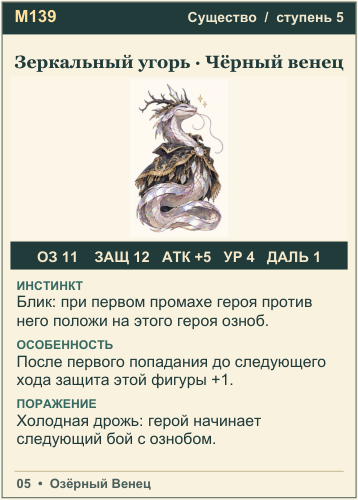 M139
Существо / ступень 5
Зеркальный угорь · Чёрный венец
ОЗ 11 ЗАЩ 12 АТК +5 УР 4 ДАЛЬ 1
ИНСТИНКТ
Блик: при первом промахе героя против
него положи на этого героя озноб.
ОСОБЕННОСТЬ
После первого попадания до следующего
хода защита этой фигуры +1.
ПОРАЖЕНИЕ
Холодная дрожь: герой начинает
следующий бой с ознобом.
05 • Озёрный Венец